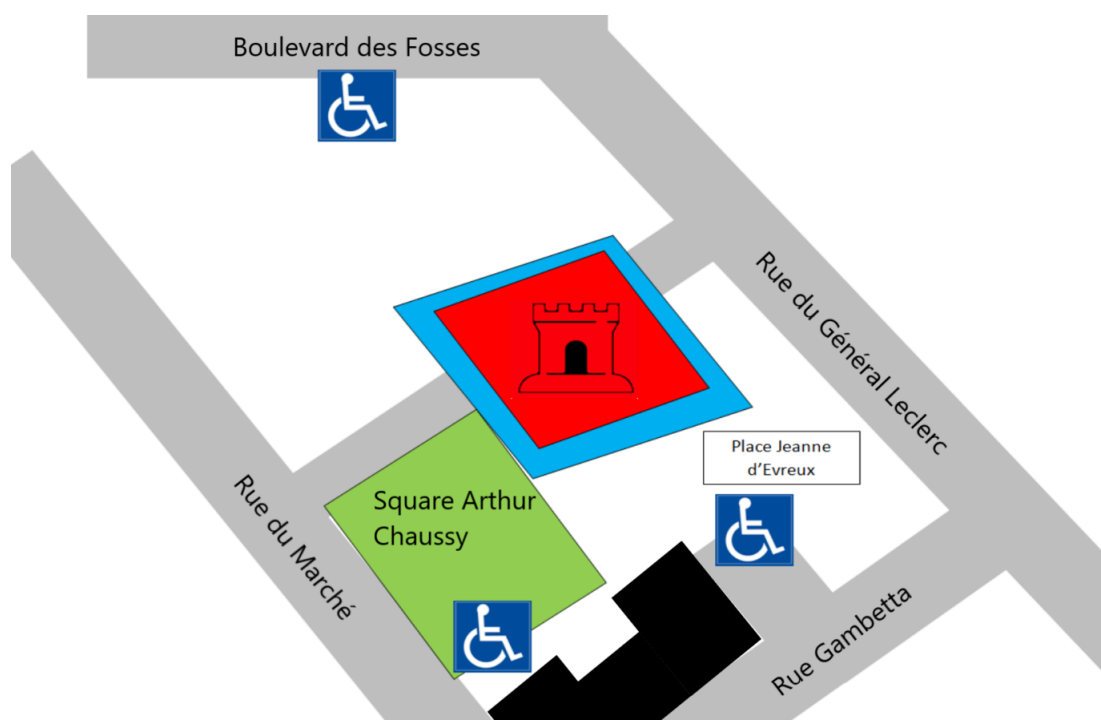 Boulevard des Fosses
Rue du Général Leclerc
Place Jeanne
d'Evreux
Square Arthur
Chaussy
Rue du Marché
Rue Gambetta